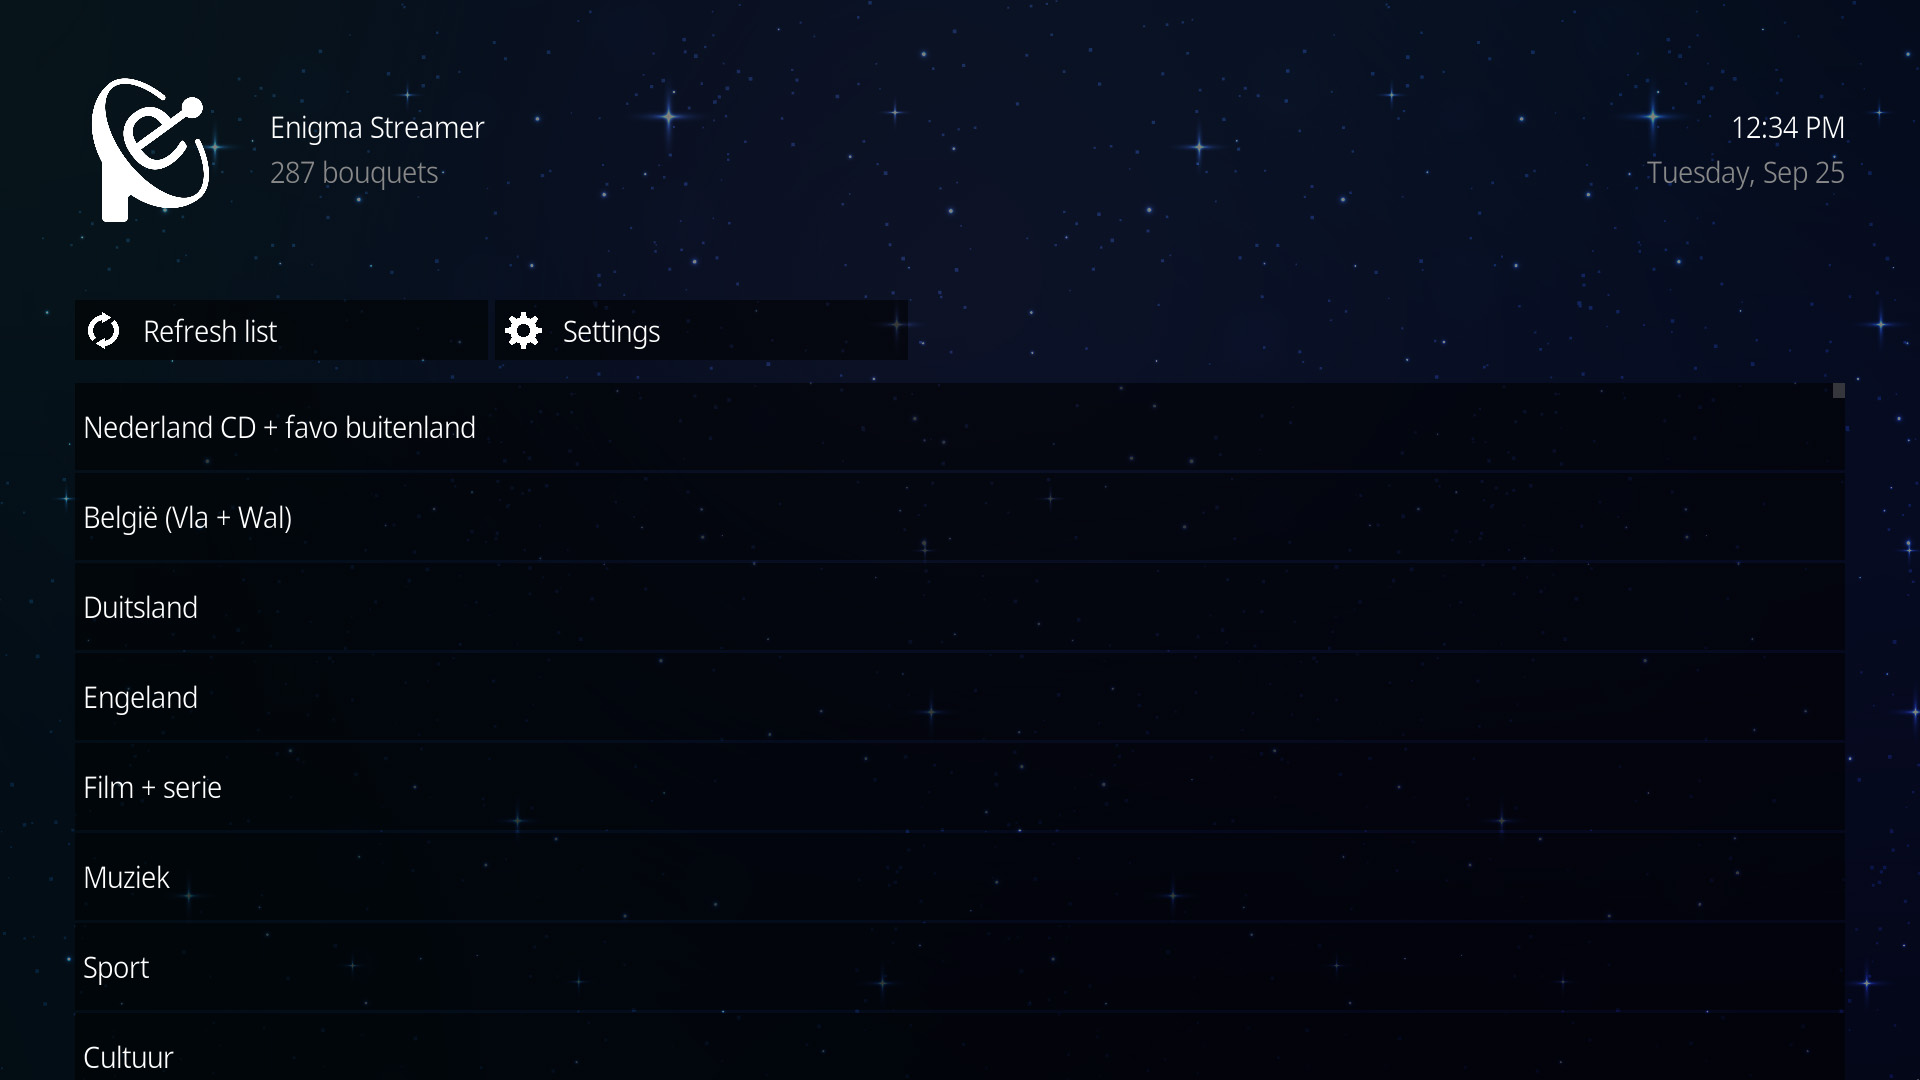 Enigma Streamer
287 bouquets
12:34 PM
Tuesday, Sep 25
Refresh list
Settings
Nederland CD + favo buitenland
België (Vla + Wal)
Duitsland
Engeland
Film + serie
Muziek
Sport
Cultuur